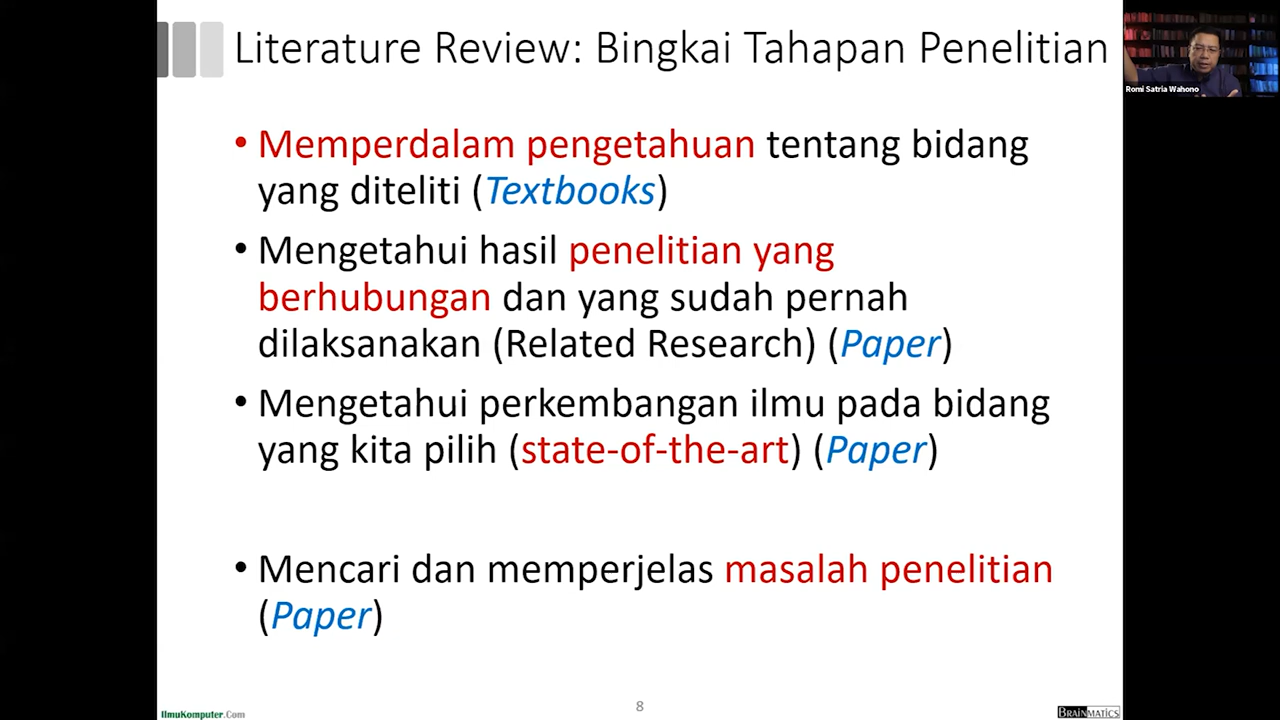 Literature Review: Bingkai Tahapan Penelitian
Romi Satria Wahono
• Memperdalam pengetahuan tentang bidang
yang diteliti (Textbooks)
• Mengetahui hasil penelitian yang
berhubungan dan yang sudah pernah
dilaksanakan (Related Research) (Paper)
• Mengetahui perkembangan ilmu pada bidang
yang kita pilih (state-of-the-art) (Paper)
• Mencari dan memperjelas masalah penelitian
(Paper)
IlmuKomputer.Com
8
BRAINMATICS